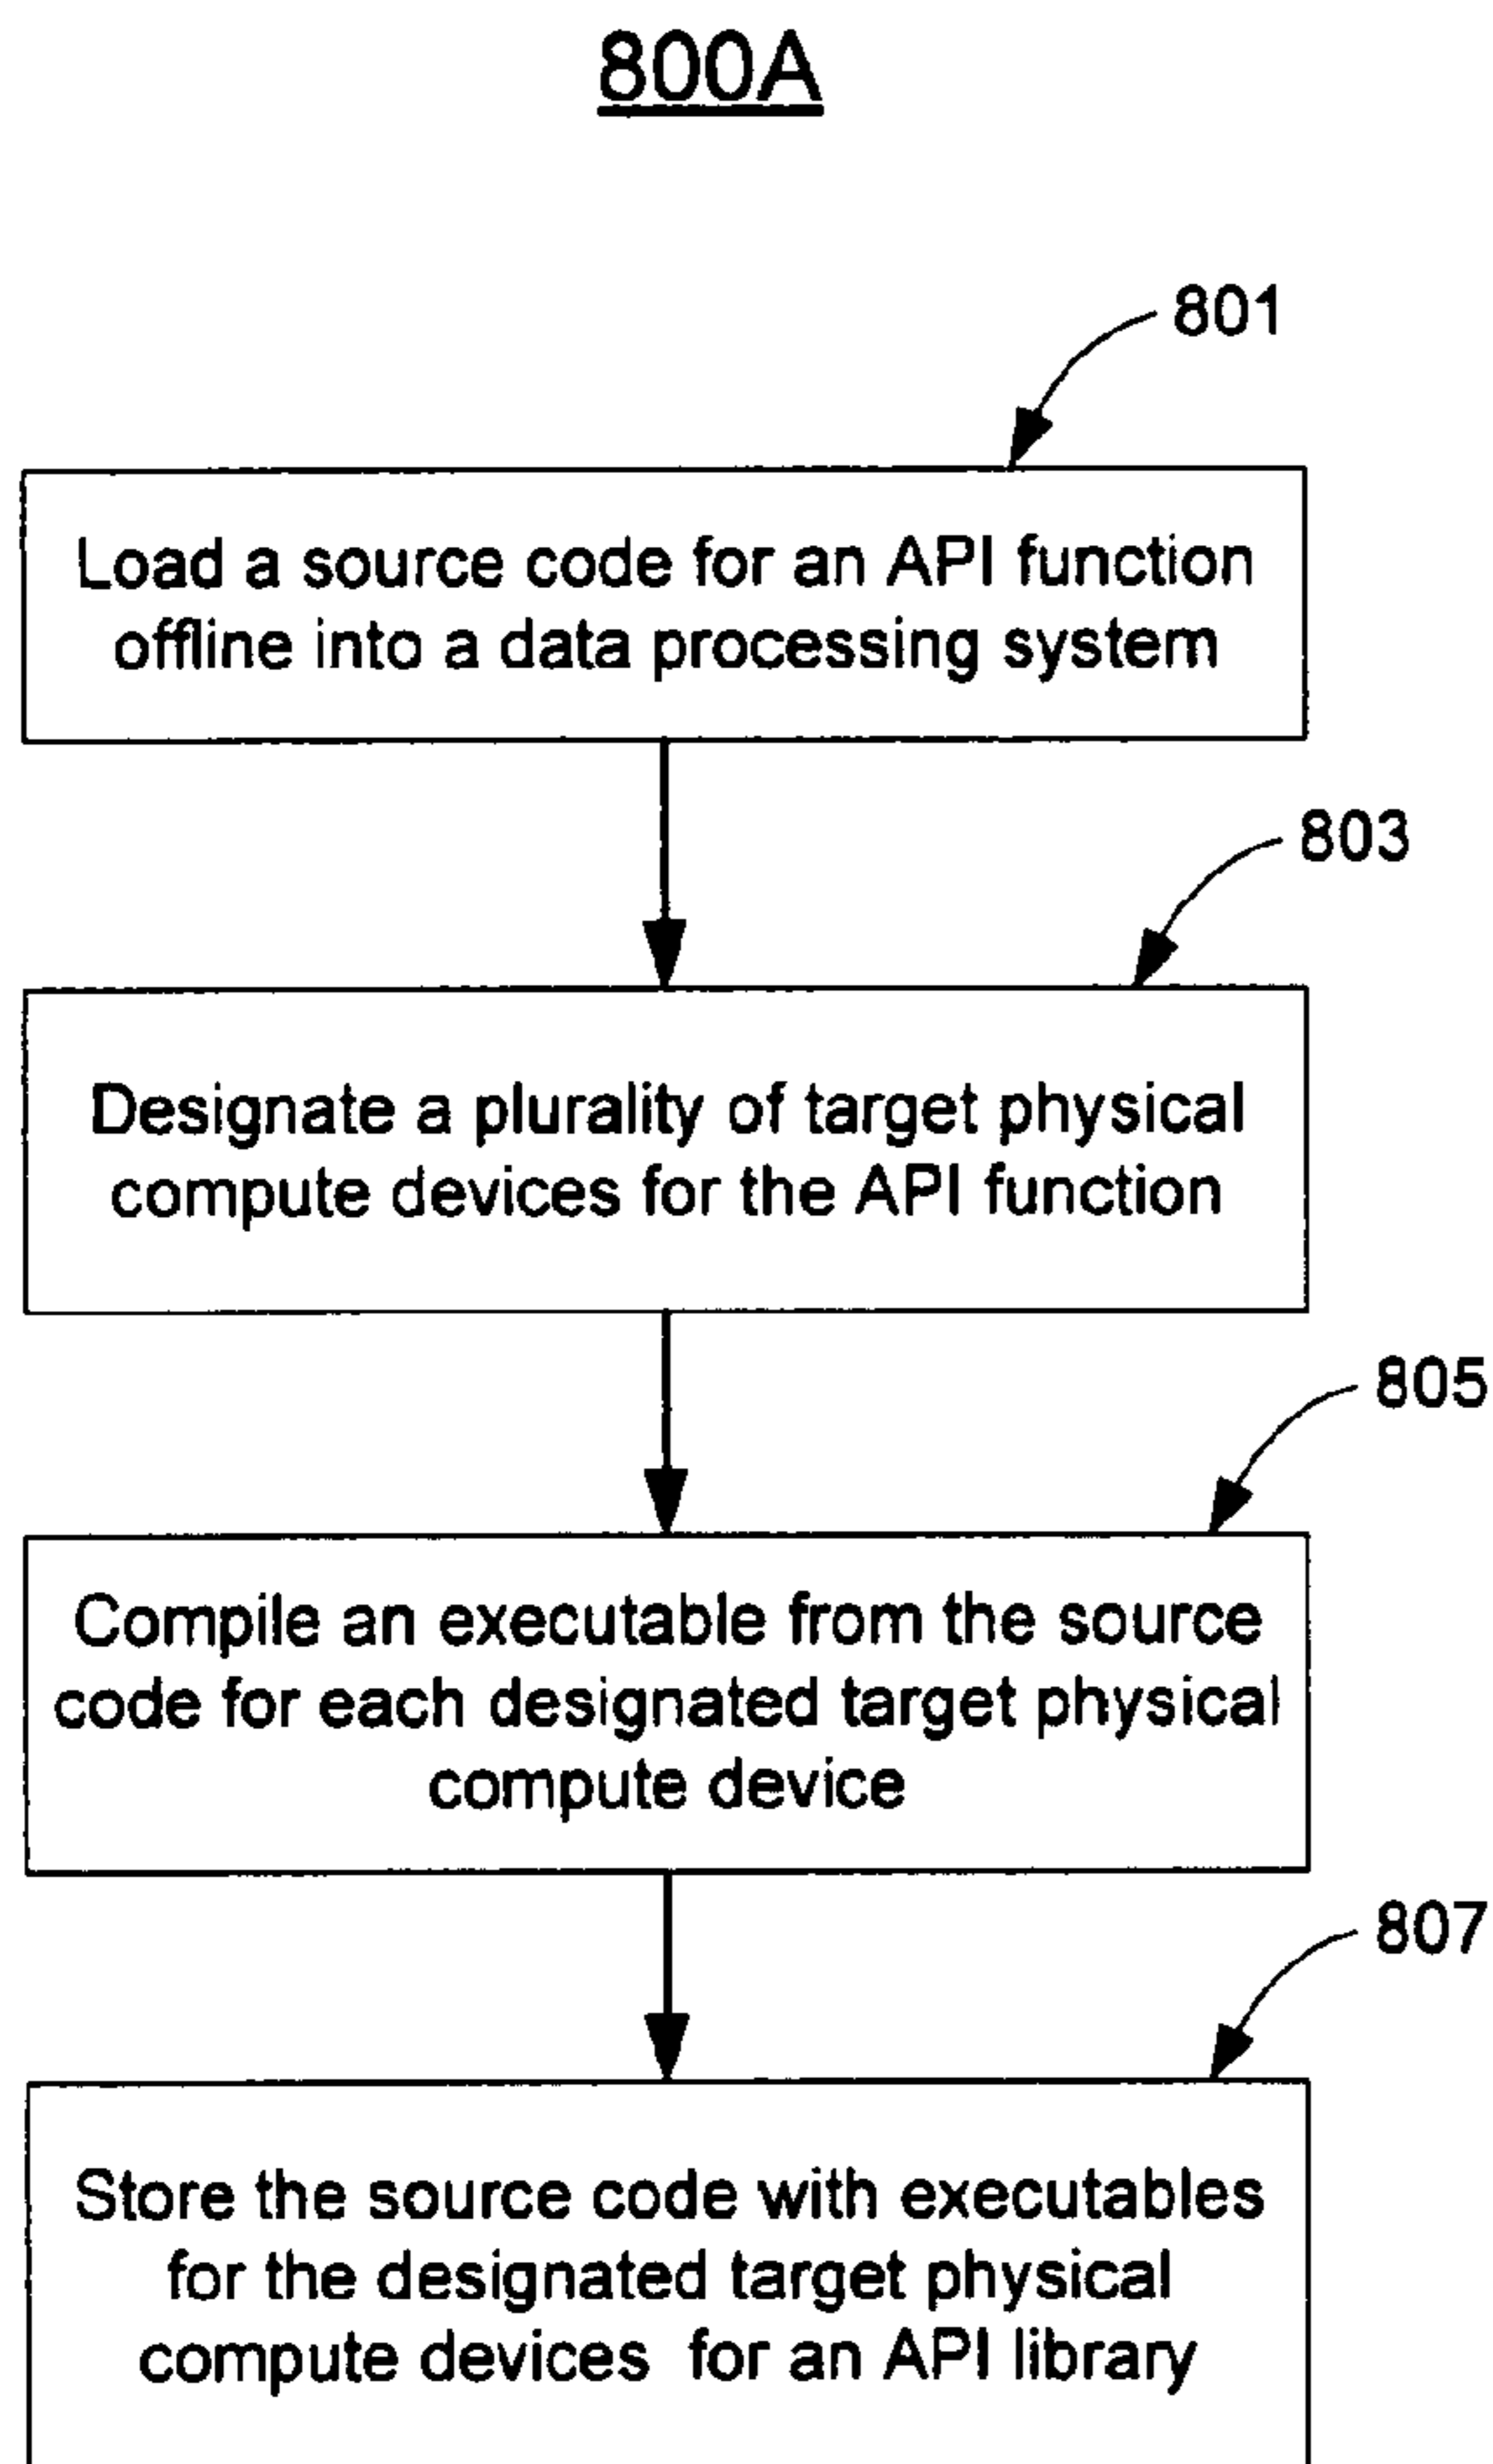 800A
801
Load a source code for an API function
offline into a data processing system
803
Designate a plurality of target physical
compute devices for the API function
805
Compile an executable from the source
code for each designated target physical
compute device
807
Store the source code with executables
for the designated target physical
compute devices for an API library